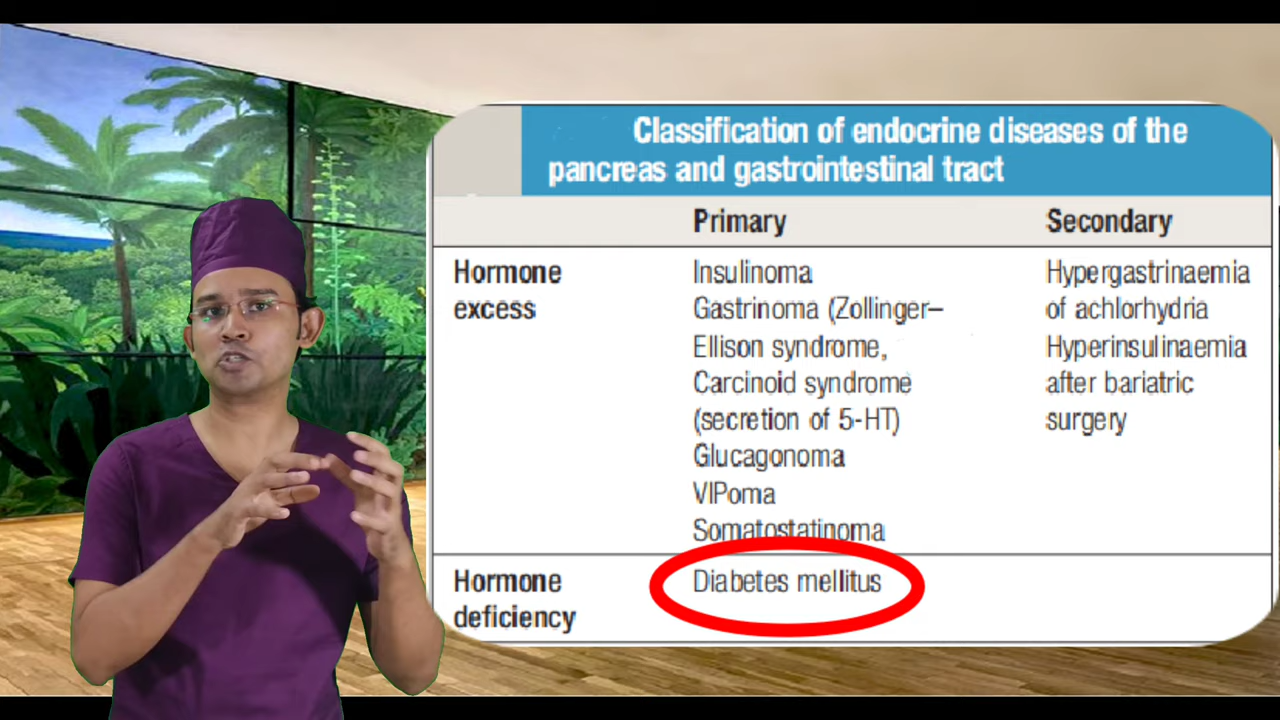 Classification of endocrine diseases of the
pancreas and gastrointestinal tract
Primary
Secondary
Hormone
excess
Insulinoma
Gastrinoma (Zollinger–
Ellison syndrome,
Carcinoid syndrome
(secretion of 5-HT)
Glucagonoma
VIPoma
Somatostatinoma
Hypergastrinaemia
of achlorhydria
Hyperinsulinaemia
after bariatric
surgery
Hormone
deficiency
Diabetes mellitus